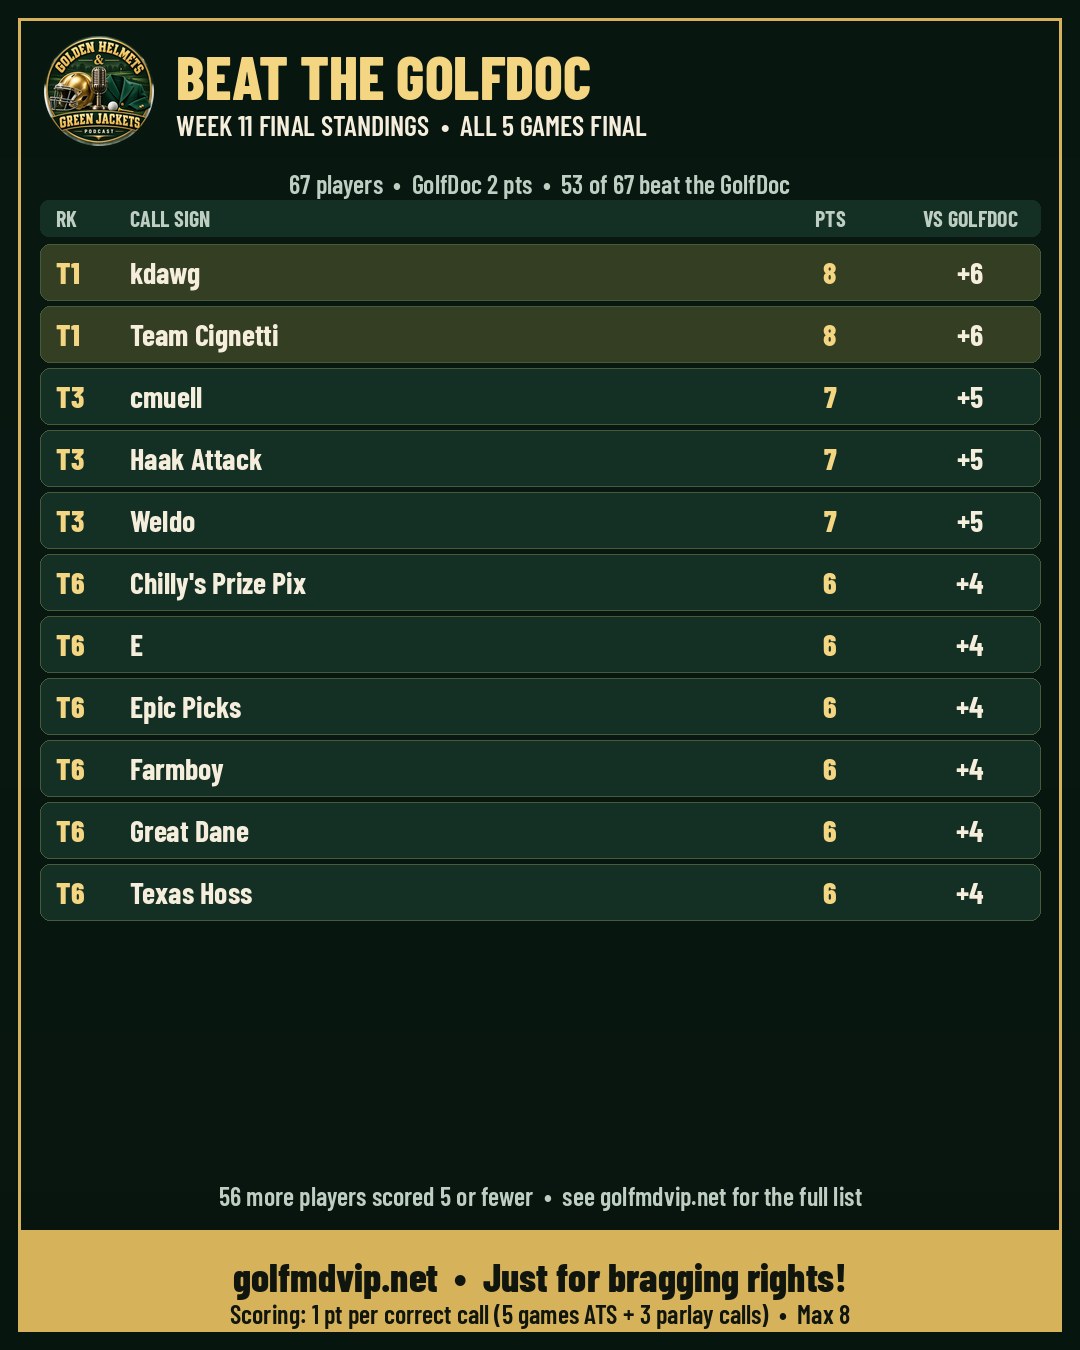 GOLDEN HELMETS
&
GREEN JACKETS
PODCAST
BEAT THE GOLFDOC
WEEK 11 FINAL STANDINGS • ALL 5 GAMES FINAL
67 players • GolfDoc 2 pts • 53 of 67 beat the GolfDoc
RK CALL SIGN PTS VS GOLFDOC
T1 kdawg 8 +6
T1 Team Cignetti 8 +6
T3 cmuell 7 +5
T3 Haak Attack 7 +5
T3 Weldo 7 +5
T6 Chilly's Prize Pix 6 +4
T6 E 6 +4
T6 Epic Picks 6 +4
T6 Farmboy 6 +4
T6 Great Dane 6 +4
T6 Texas Hoss 6 +4
56 more players scored 5 or fewer • see golfmdvip.net for the full list
golfmdvip.net • Just for bragging rights!
Scoring: 1 pt per correct call (5 games ATS + 3 parlay calls) • Max 8